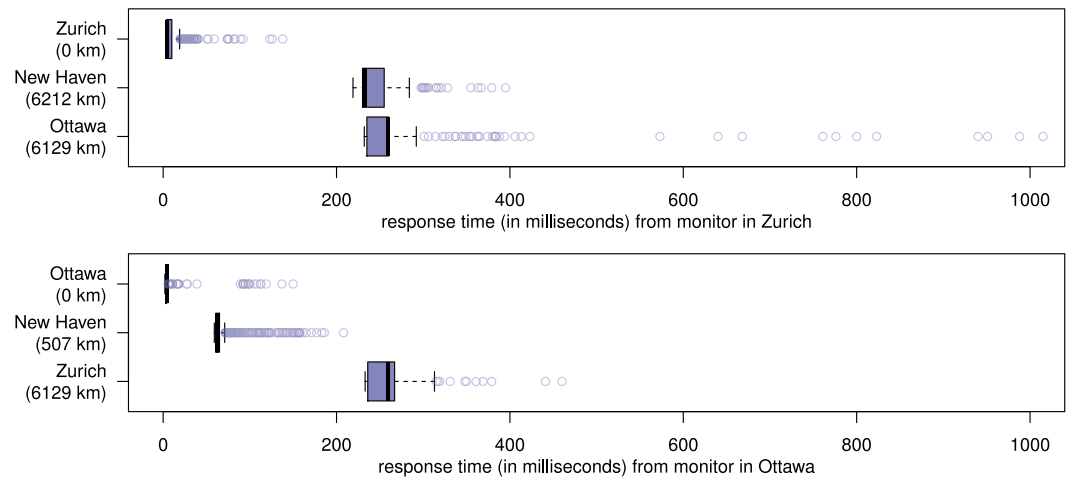 Zurich
(0 km)
New Haven
(6212 km)
Ottawa
(6129 km)
0 200 400 600 800 1000
response time (in milliseconds) from monitor in Zurich
Ottawa
(0 km)
New Haven
(507 km)
Zurich
(6129 km)
0 200 400 600 800 1000
response time (in milliseconds) from monitor in Ottawa